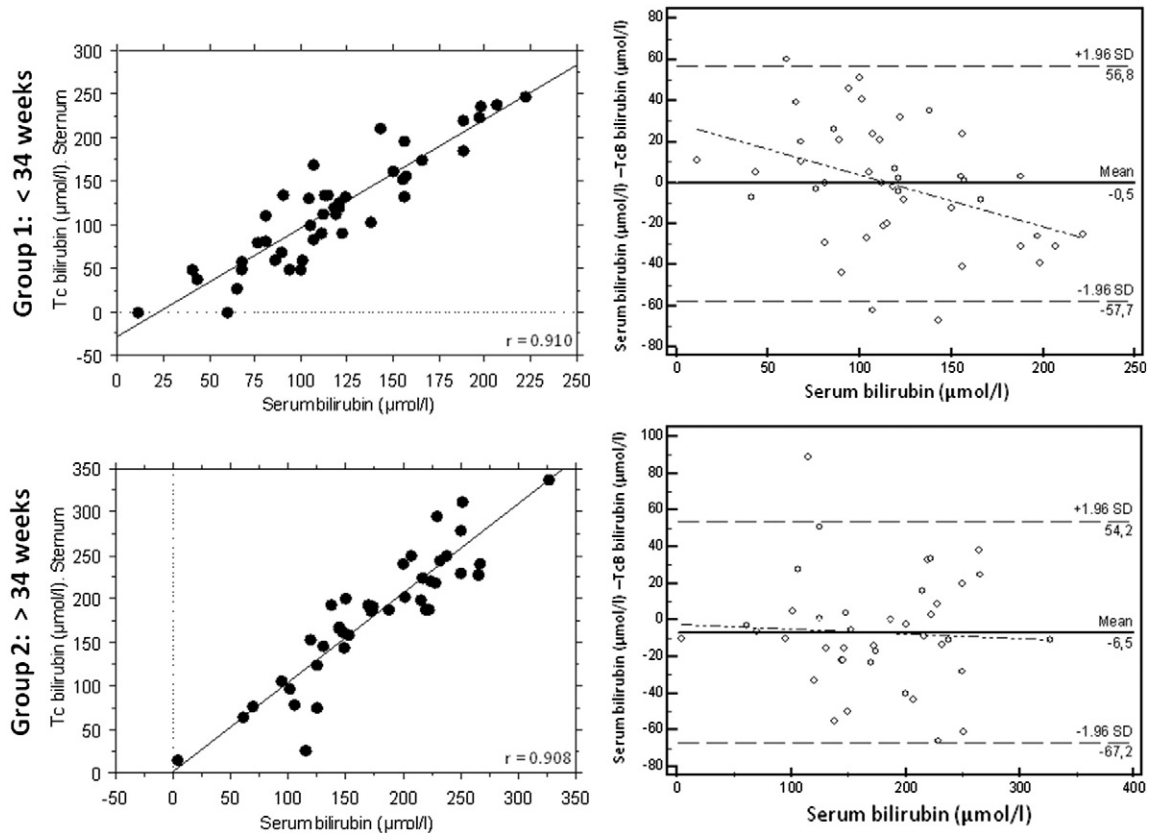 Group 1: < 34 weeks
Tc bilirubin (µmol/l). Sternum
300
250
200
150
100
50
0
-50
r = 0.910
0 25 50 75 100 125 150 175 200 225 250
Serum bilirubin (µmol/l)
Serum bilirubin (µmol/l) –TcB bilirubin (µmol/l)
80
60
40
20
0
-20
-40
-60
-80
+1.96 SD
56,8
Mean
-0,5
-1.96 SD
-57,7
0 50 100 150 200 250
Serum bilirubin (µmol/l)
Group 2: > 34 weeks
Tc bilirubin (µmol/l). Sternum
350
300
250
200
150
100
50
0
r = 0.908
-50 0 50 100 150 200 250 300 350
Serum bilirubin (µmol/l)
Serum bilirubin (µmol/l) –TcB bilirubin (µmol/l)
100
80
60
40
20
0
-20
-40
-60
-80
+1.96 SD
54,2
Mean
-6,5
-1.96 SD
-67,2
0 100 200 300 400
Serum bilirubin (µmol/l)